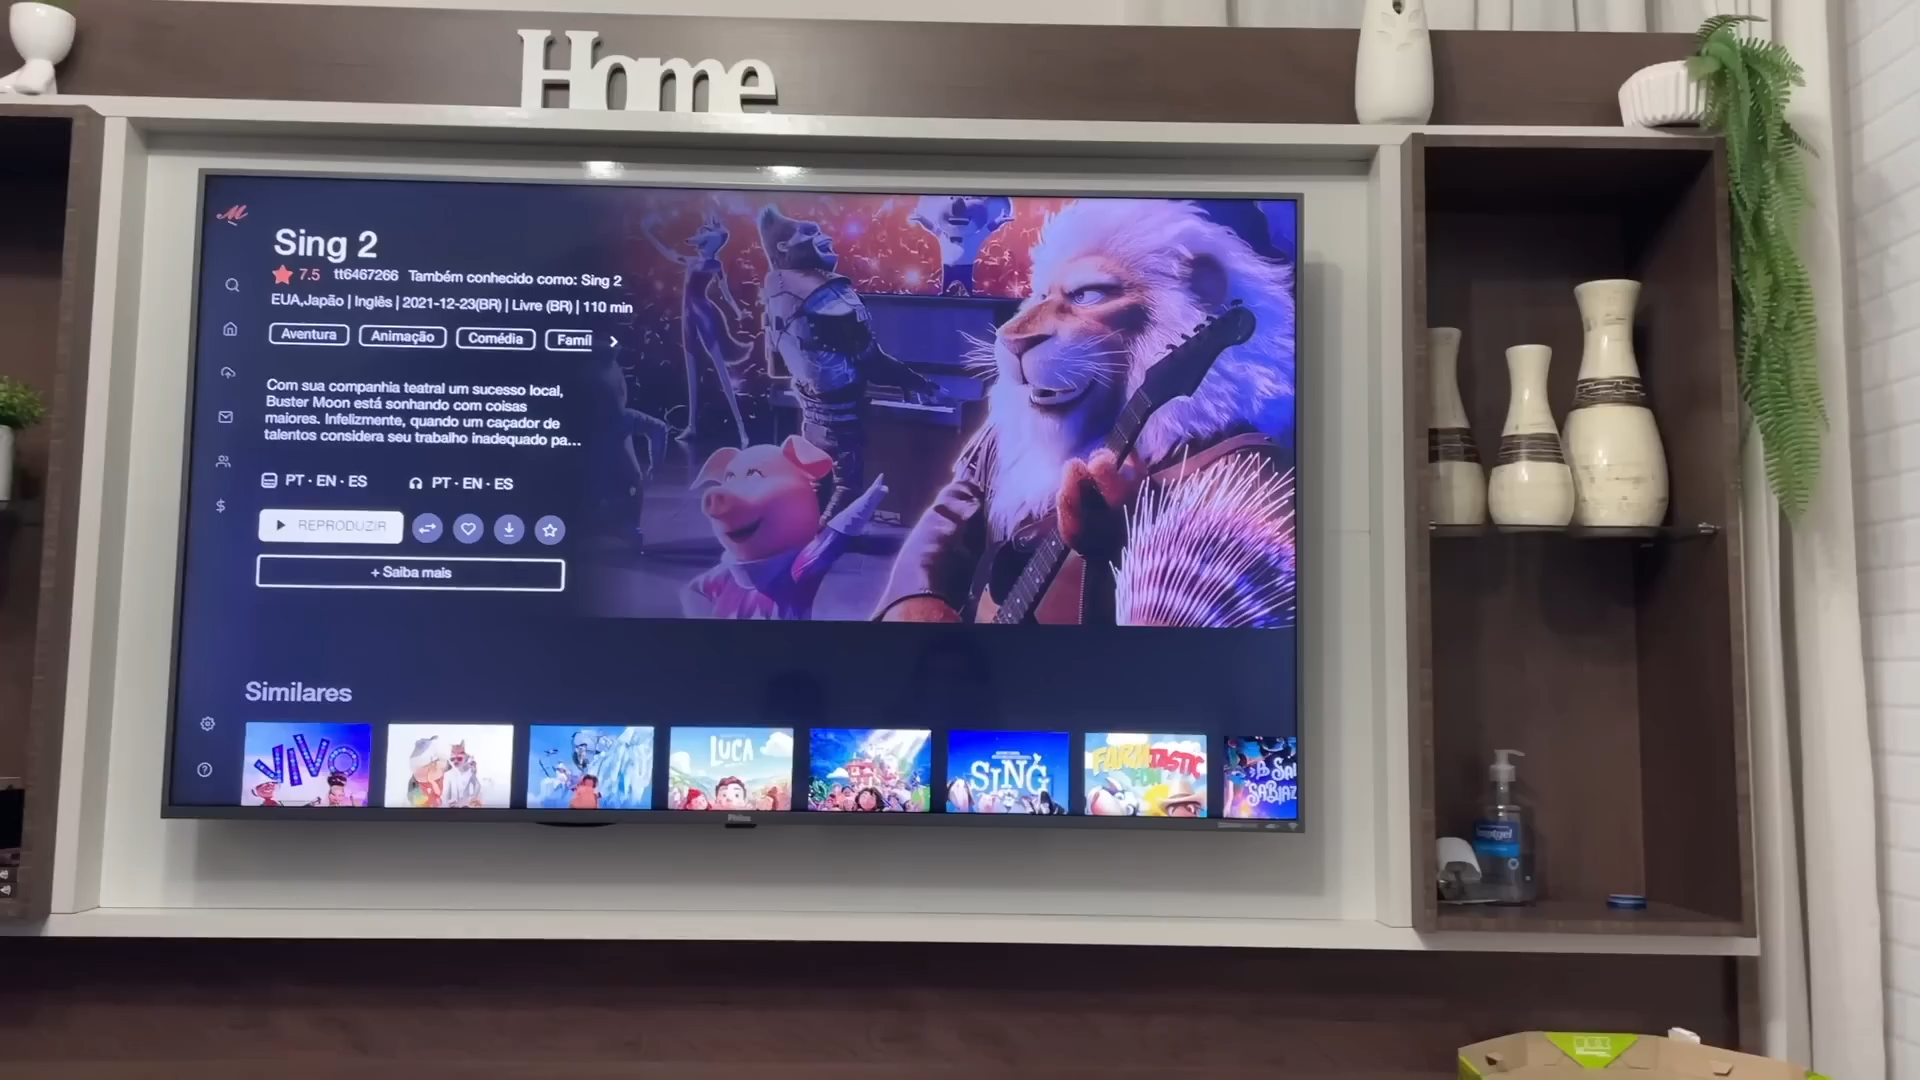 Home
Sing 2
7.5 tt6467266 Também conhecido como: Sing 2
EUA,Japão | Inglês | 2021-12-23(BR) | Livre (BR) | 110 min
Aventura Animação Comédia Famíl
Com sua companhia teatral um sucesso local,
Buster Moon está sonhando com coisas
maiores. Infelizmente, quando um caçador de
talentos considera seu trabalho inadequado pa...
PT · EN · ES PT · EN · ES
REPRODUZIR
+ Saiba mais
Similares
VIVO
LUCA
SING
FARMTASTIC
FUN
Philco